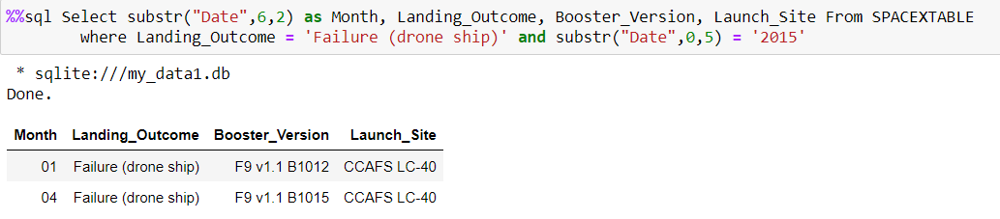 %%sql Select substr("Date",6,2) as Month, Landing_Outcome, Booster_Version, Launch_Site From SPACEXTABLE
where Landing_Outcome = 'Failure (drone ship)' and substr("Date",0,5) = '2015'
* sqlite:///my_data1.db
Done.
Month Landing_Outcome Booster_Version Launch_Site
01 Failure (drone ship) F9 v1.1 B1012 CCAFS LC-40
04 Failure (drone ship) F9 v1.1 B1015 CCAFS LC-40